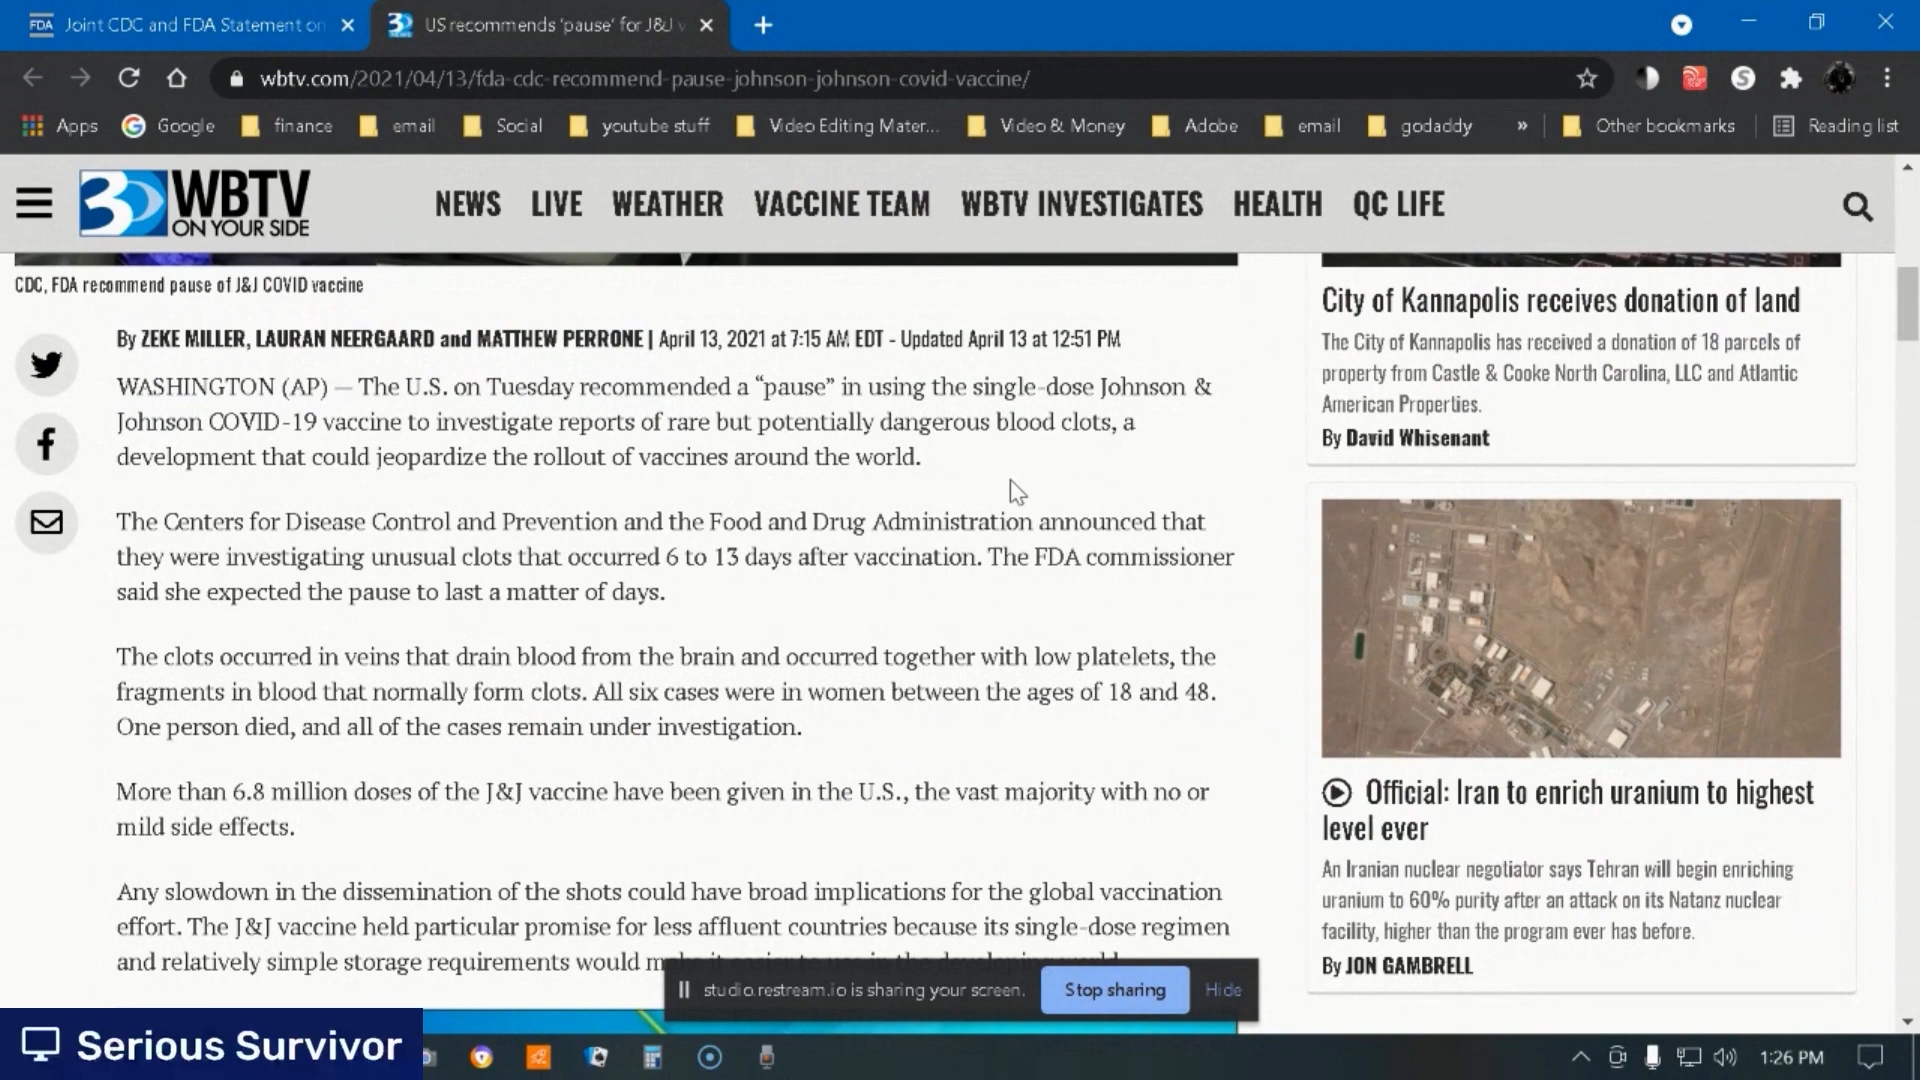 FDA Joint CDC and FDA Statement on
3 US recommends 'pause' for J&J v
wbtv.com/2021/04/13/fda-cdc-recommend-pause-johnson-johnson-covid-vaccine/
Apps Google finance email Social youtube stuff Video Editing Mater... Video & Money Adobe email godaddy » Other bookmarks Reading list
3 WBTV
ON YOUR SIDE
NEWS LIVE WEATHER VACCINE TEAM WBTV INVESTIGATES HEALTH QC LIFE
CDC, FDA recommend pause of J&J COVID vaccine
By ZEKE MILLER, LAURAN NEERGAARD and MATTHEW PERRONE | April 13, 2021 at 7:15 AM EDT - Updated April 13 at 12:51 PM
WASHINGTON (AP) — The U.S. on Tuesday recommended a “pause” in using the single-dose Johnson &
Johnson COVID-19 vaccine to investigate reports of rare but potentially dangerous blood clots, a
development that could jeopardize the rollout of vaccines around the world.
The Centers for Disease Control and Prevention and the Food and Drug Administration announced that
they were investigating unusual clots that occurred 6 to 13 days after vaccination. The FDA commissioner
said she expected the pause to last a matter of days.
The clots occurred in veins that drain blood from the brain and occurred together with low platelets, the
fragments in blood that normally form clots. All six cases were in women between the ages of 18 and 48.
One person died, and all of the cases remain under investigation.
More than 6.8 million doses of the J&J vaccine have been given in the U.S., the vast majority with no or
mild side effects.
Any slowdown in the dissemination of the shots could have broad implications for the global vaccination
effort. The J&J vaccine held particular promise for less affluent countries because its single-dose regimen
and relatively simple storage requirements would
City of Kannapolis receives donation of land
The City of Kannapolis has received a donation of 18 parcels of
property from Castle & Cooke North Carolina, LLC and Atlantic
American Properties.
By David Whisenant
Official: Iran to enrich uranium to highest
level ever
An Iranian nuclear negotiator says Tehran will begin enriching
uranium to 60% purity after an attack on its Natanz nuclear
facility, higher than the program ever has before.
By JON GAMBRELL
studio.restream.io is sharing your screen. Stop sharing Hide
Serious Survivor
1:26 PM